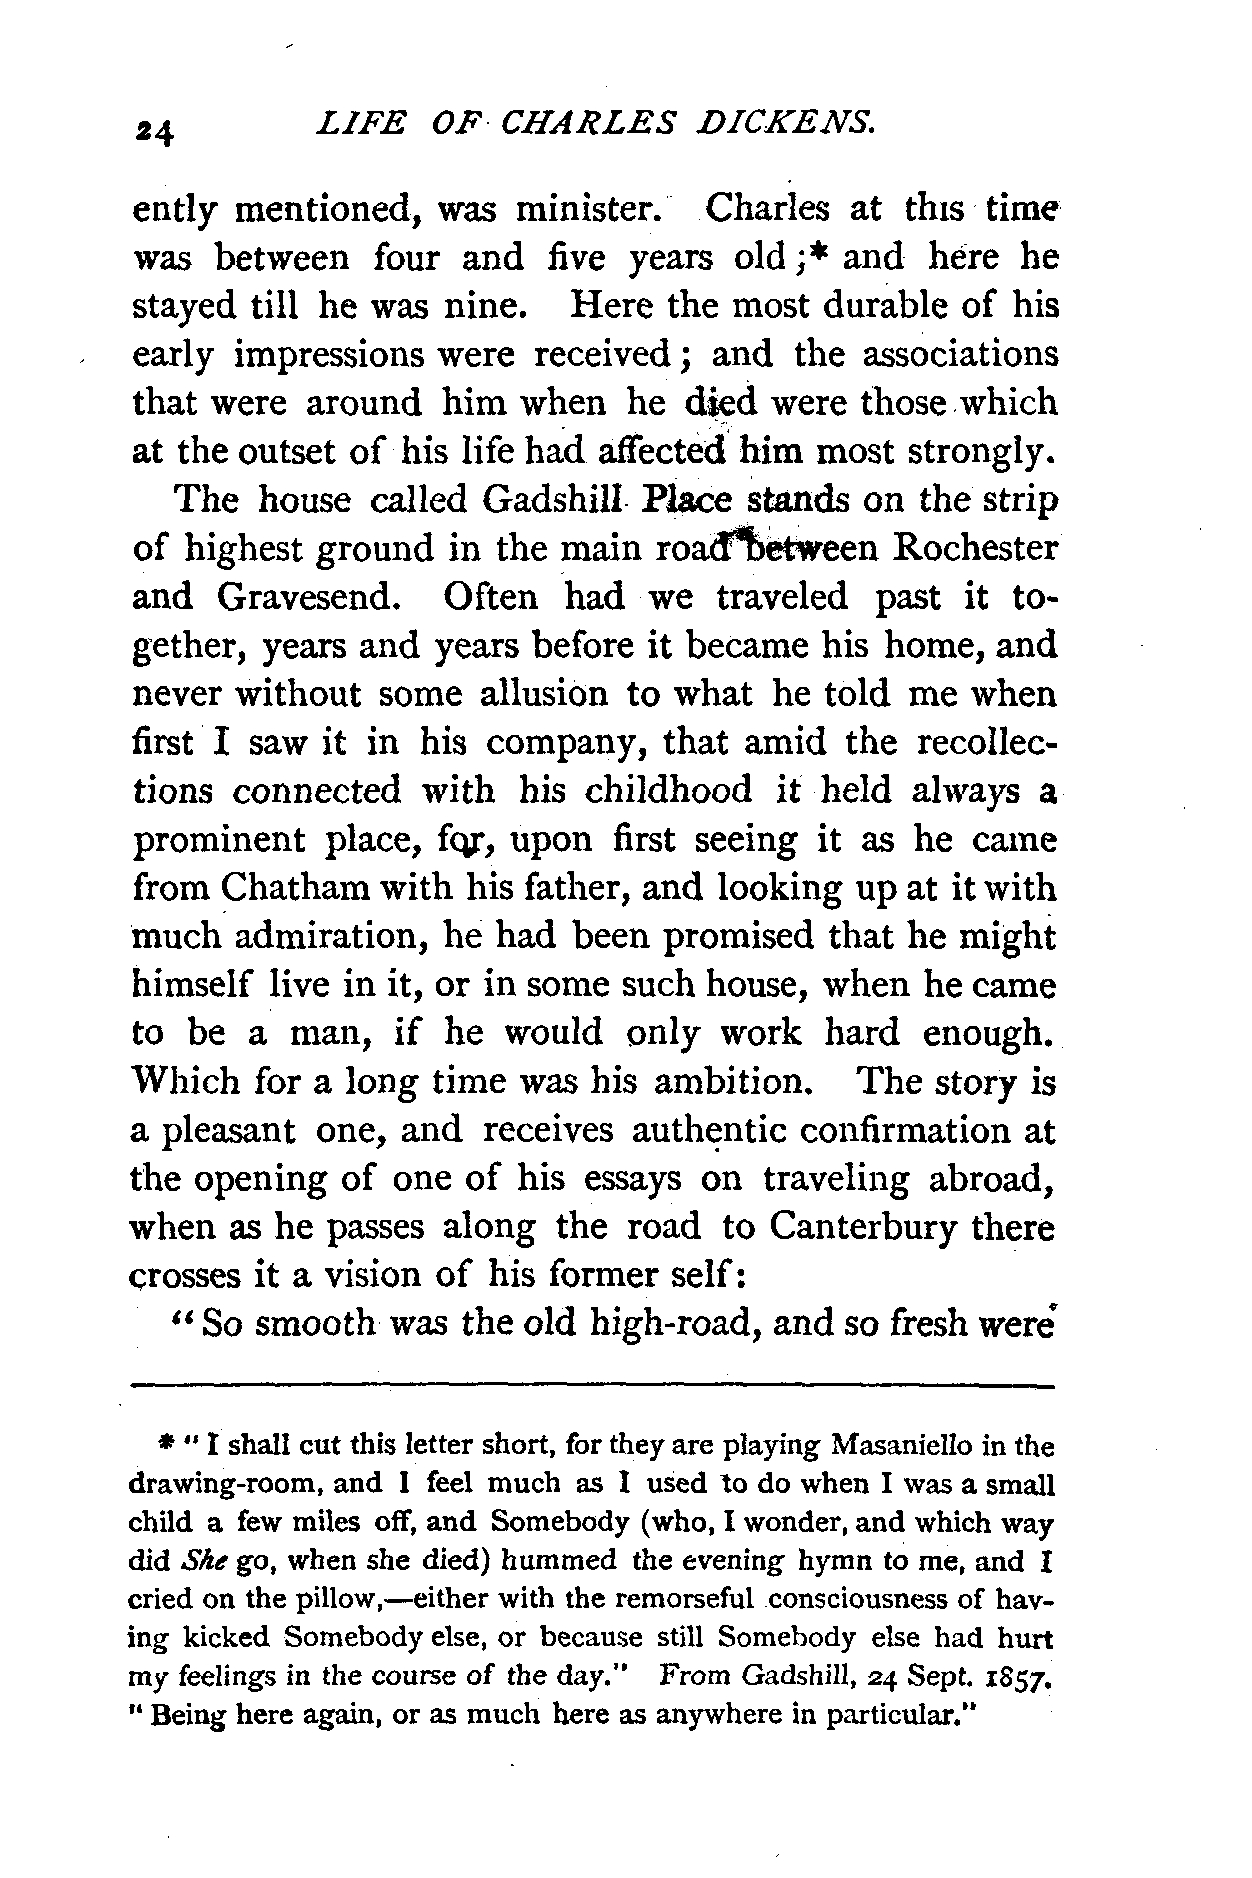 24 LIFE OF CHARLES DICKENS.
ently mentioned, was minister. Charles at this time
was between four and five years old ;* and here he
stayed till he was nine. Here the most durable of his
early impressions were received ; and the associations
that were around him when he died were those which
at the outset of his life had affected him most strongly.
The house called Gadshill Place stands on the strip
of highest ground in the main road between Rochester
and Gravesend. Often had we traveled past it to-
gether, years and years before it became his home, and
never without some allusion to what he told me when
first I saw it in his company, that amid the recollec-
tions connected with his childhood it held always a
prominent place, for, upon first seeing it as he came
from Chatham with his father, and looking up at it with
much admiration, he had been promised that he might
himself live in it, or in some such house, when he came
to be a man, if he would only work hard enough.
Which for a long time was his ambition. The story is
a pleasant one, and receives authentic confirmation at
the opening of one of his essays on traveling abroad,
when as he passes along the road to Canterbury there
crosses it a vision of his former self:
“ So smooth was the old high-road, and so fresh were
* “ I shall cut this letter short, for they are playing Masaniello in the
drawing-room, and I feel much as I used to do when I was a small
child a few miles off, and Somebody (who, I wonder, and which way
did She go, when she died) hummed the evening hymn to me, and I
cried on the pillow,—either with the remorseful consciousness of hav-
ing kicked Somebody else, or because still Somebody else had hurt
my feelings in the course of the day.” From Gadshill, 24 Sept. 1857.
“ Being here again, or as much here as anywhere in particular.”